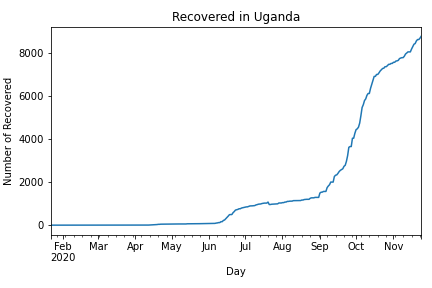 Recovered in Uganda
Number of Recovered
8000
6000
4000
2000
0
Feb Mar Apr May Jun Jul Aug Sep Oct Nov
2020
Day